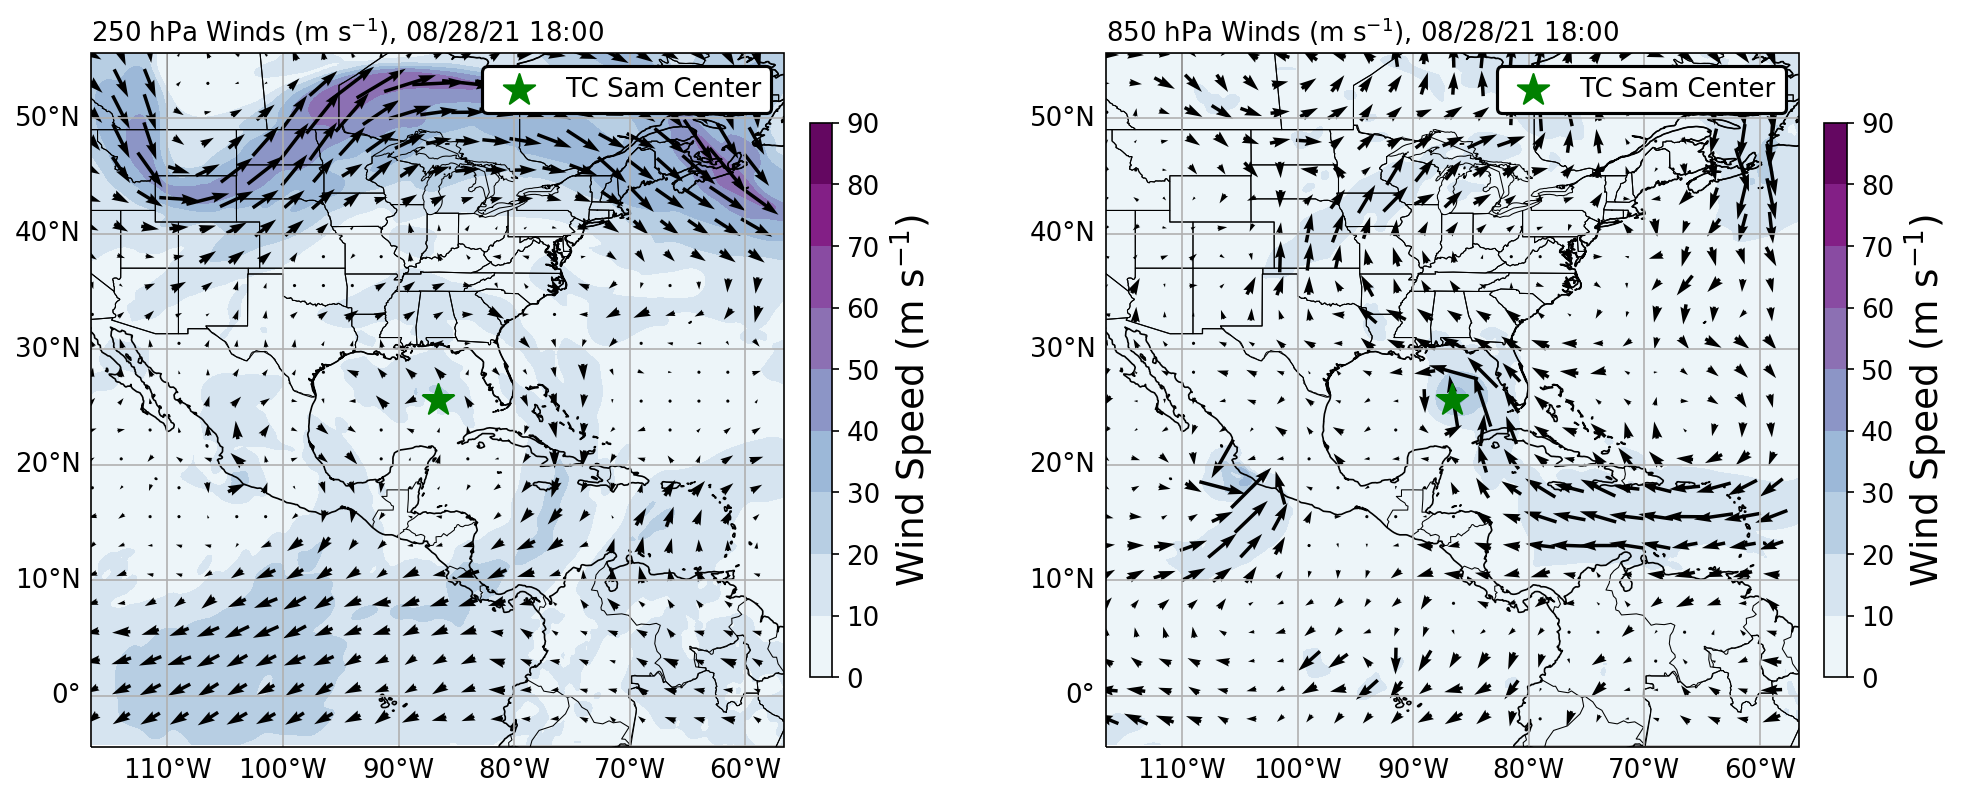 250 hPa Winds (m s⁻¹), 08/28/21 18:00
TC Sam Center
50°N
40°N
30°N
20°N
10°N
0°
110°W 100°W 90°W 80°W 70°W 60°W
90
80
70
60
50
40
30
20
10
0
Wind Speed (m s⁻¹)
850 hPa Winds (m s⁻¹), 08/28/21 18:00
TC Sam Center
50°N
40°N
30°N
20°N
10°N
0°
110°W 100°W 90°W 80°W 70°W 60°W
90
80
70
60
50
40
30
20
10
0
Wind Speed (m s⁻¹)